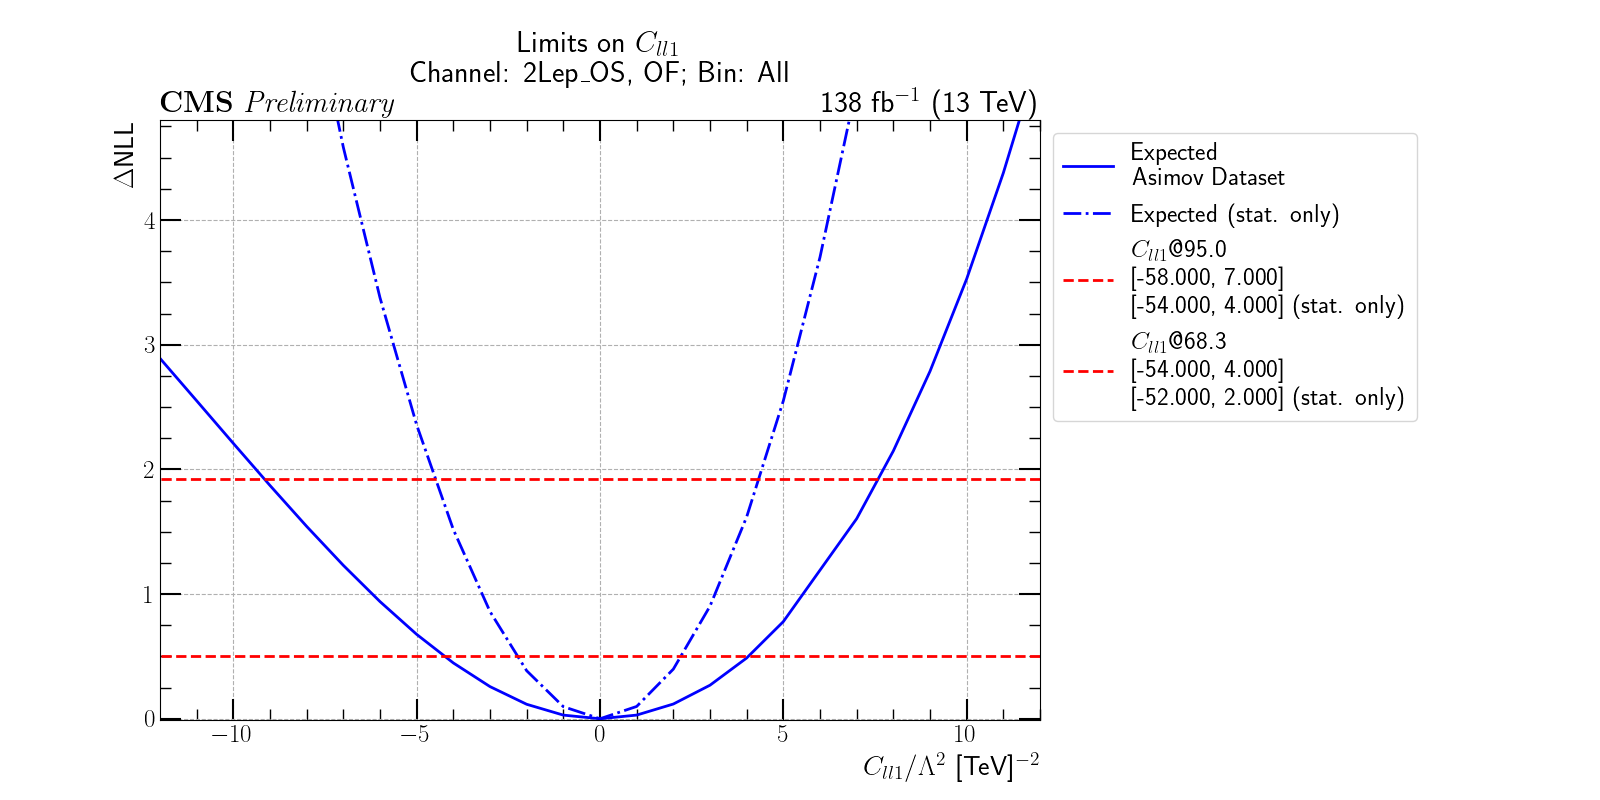 Limits on C_{ll1}
Channel: 2Lep_OS, OF; Bin: All
CMS Preliminary
138 fb⁻¹ (13 TeV)
ΔNLL
4
3
2
1
0
−10
−5
0
5
10
C_{ll1}/Λ² [TeV]⁻²
Expected
Asimov Dataset
Expected (stat. only)
C_{ll1}@95.0
[-58.000, 7.000]
[-54.000, 4.000] (stat. only)
C_{ll1}@68.3
[-54.000, 4.000]
[-52.000, 2.000] (stat. only)